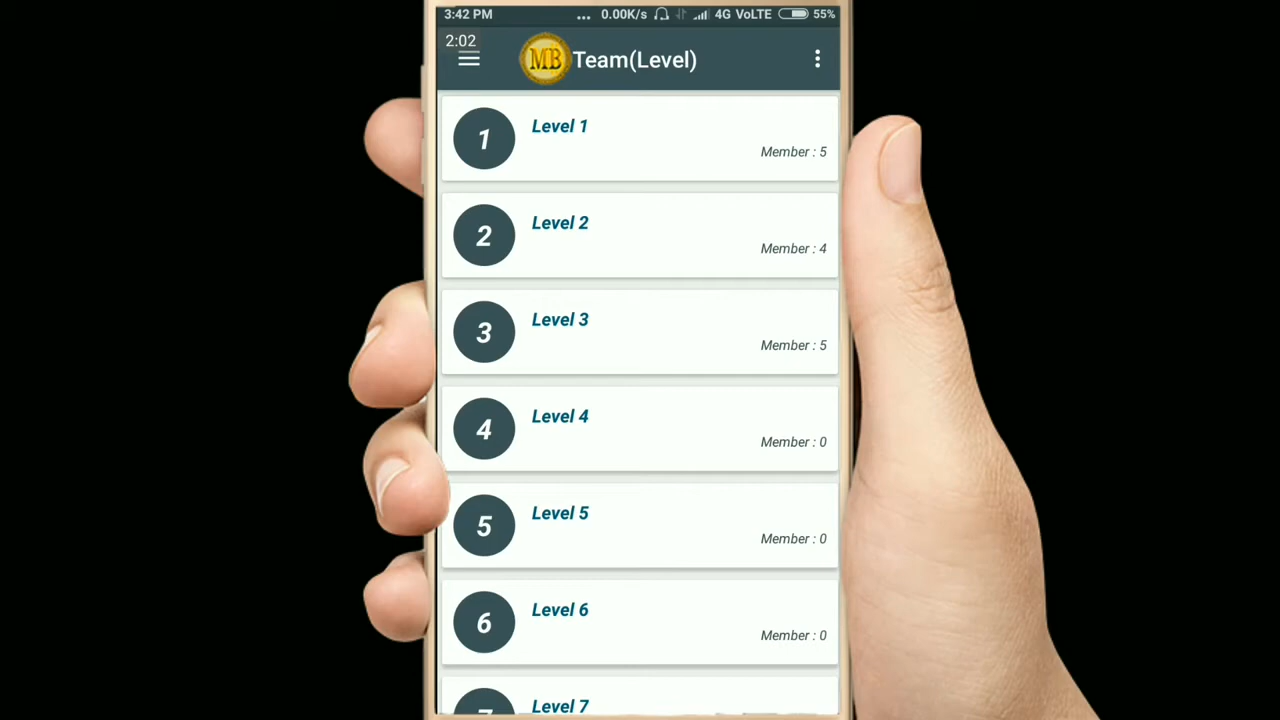 3:42 PM ... 0.00K/s 4G VoLTE 55%
2:02
MB Team(Level)
1 Level 1
Member : 5
2 Level 2
Member : 4
3 Level 3
Member : 5
4 Level 4
Member : 0
5 Level 5
Member : 0
6 Level 6
Member : 0
7 Level 7